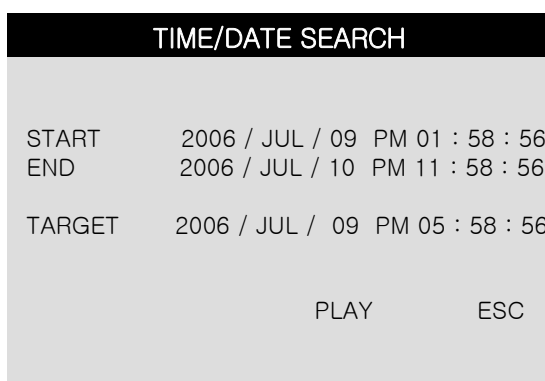 TIME/DATE SEARCH
START 2006 / JUL / 09 PM 01 : 58 : 56
END 2006 / JUL / 10 PM 11 : 58 : 56
TARGET 2006 / JUL / 09 PM 05 : 58 : 56
PLAY ESC